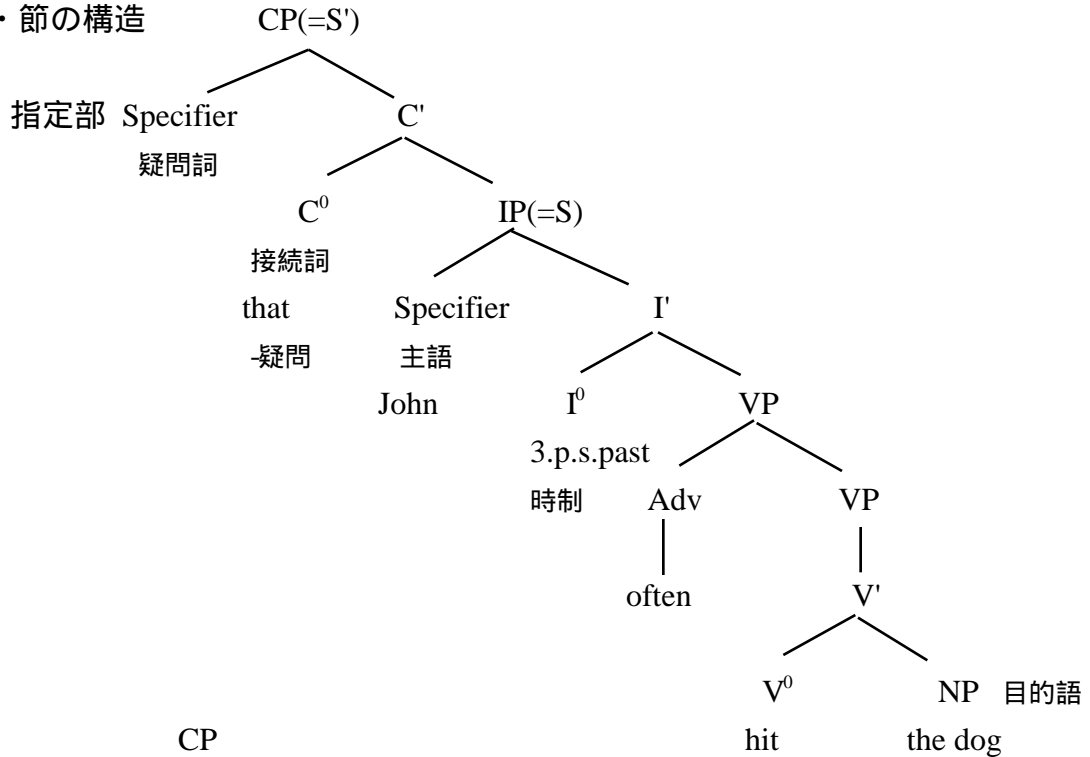 ・節の構造 CP(=S')
指定部 Specifier C'
疑問詞
C⁰ IP(=S)
接続詞
that Specifier I'
-疑問 主語
John I⁰ VP
3.p.s.past
時制 Adv VP
often V'
V⁰ NP 目的語
CP hit the dog